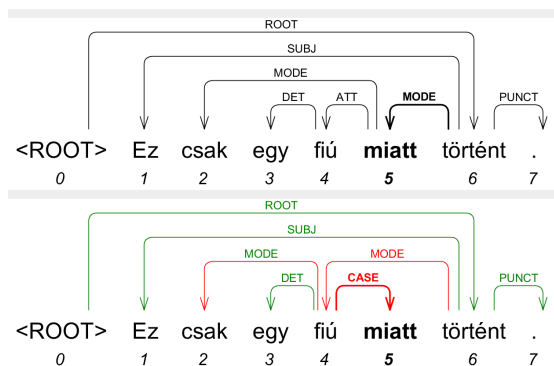 ROOT
SUBJ
MODE
DET ATT MODE PUNCT
<ROOT> Ez csak egy fiú miatt történt .
0 1 2 3 4 5 6 7
ROOT
SUBJ
MODE MODE
DET CASE PUNCT
<ROOT> Ez csak egy fiú miatt történt .
0 1 2 3 4 5 6 7